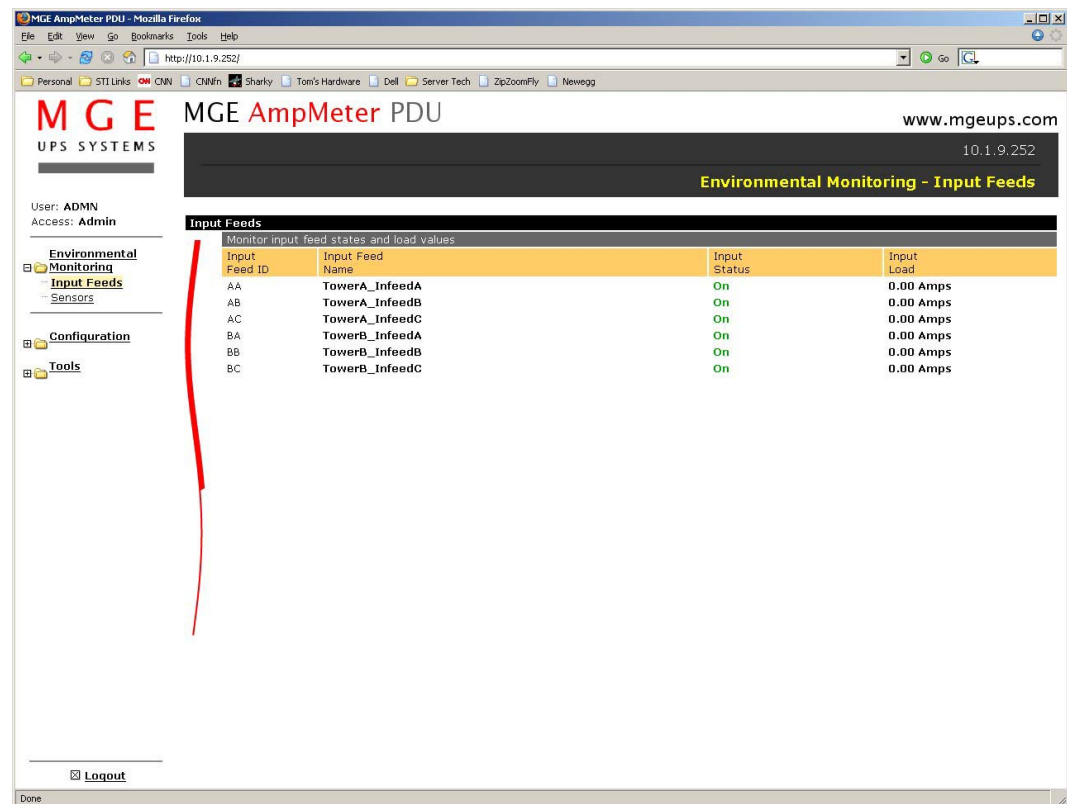 MGE AmpMeter PDU - Mozilla Firefox
File Edit View Go Bookmarks Tools Help
http://10.1.9.252/
Go
Personal STI Links CNN CNNfn Sharky Tom's Hardware Dell Server Tech ZipZoomFly Newegg
MGE
UPS SYSTEMS
MGE AmpMeter PDU
www.mgeups.com
10.1.9.252
Environmental Monitoring - Input Feeds
User: ADMN
Access: Admin
Environmental
Monitoring
Input Feeds
Sensors
Configuration
Tools
Input Feeds
Monitor input feed states and load values
Input Input Feed Input Input
Feed ID Name Status Load
AA TowerA_InfeedA On 0.00 Amps
AB TowerA_InfeedB On 0.00 Amps
AC TowerA_InfeedC On 0.00 Amps
BA TowerB_InfeedA On 0.00 Amps
BB TowerB_InfeedB On 0.00 Amps
BC TowerB_InfeedC On 0.00 Amps
Logout
Done